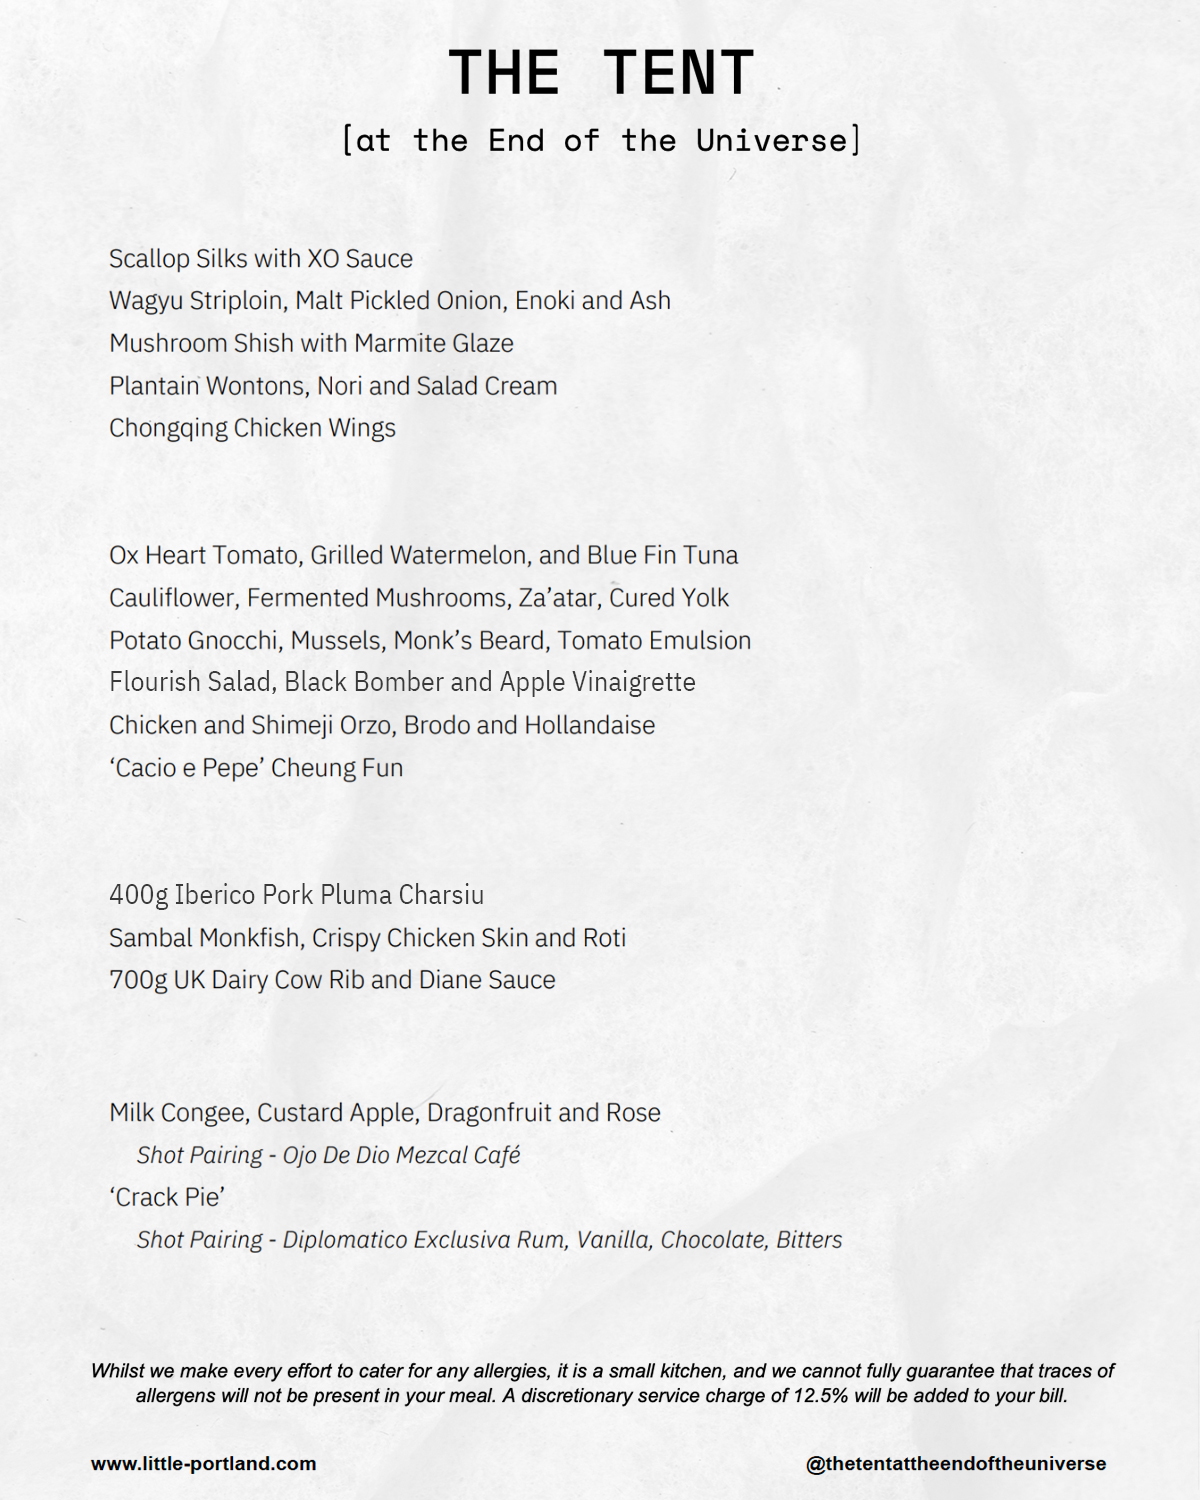 THE TENT
[at the End of the Universe]
Scallop Silks with XO Sauce
Wagyu Striploin, Malt Pickled Onion, Enoki and Ash
Mushroom Shish with Marmite Glaze
Plantain Wontons, Nori and Salad Cream
Chongqing Chicken Wings
Ox Heart Tomato, Grilled Watermelon, and Blue Fin Tuna
Cauliflower, Fermented Mushrooms, Za’atar, Cured Yolk
Potato Gnocchi, Mussels, Monk’s Beard, Tomato Emulsion
Flourish Salad, Black Bomber and Apple Vinaigrette
Chicken and Shimeji Orzo, Brodo and Hollandaise
‘Cacio e Pepe’ Cheung Fun
400g Iberico Pork Pluma Charsiu
Sambal Monkfish, Crispy Chicken Skin and Roti
700g UK Dairy Cow Rib and Diane Sauce
Milk Congee, Custard Apple, Dragonfruit and Rose
Shot Pairing - Ojo De Dio Mezcal Café
‘Crack Pie’
Shot Pairing - Diplomatico Exclusiva Rum, Vanilla, Chocolate, Bitters
Whilst we make every effort to cater for any allergies, it is a small kitchen, and we cannot fully guarantee that traces of
allergens will not be present in your meal. A discretionary service charge of 12.5% will be added to your bill.
www.little-portland.com
@thetentattheendoftheuniverse